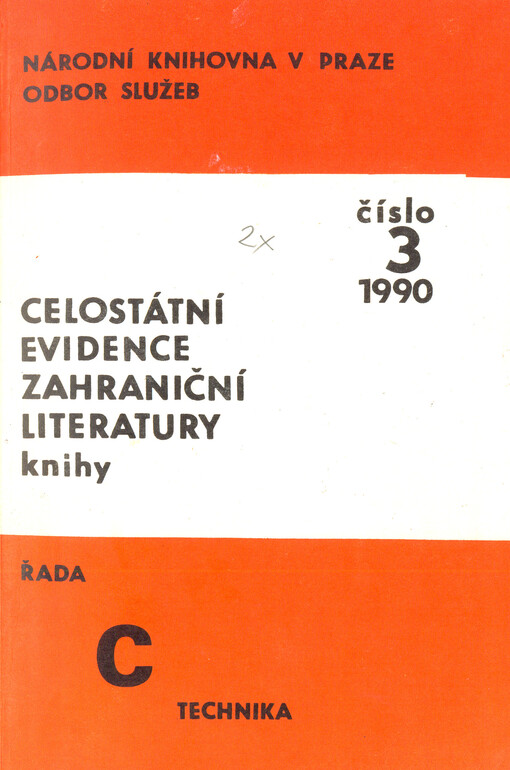 NÁRODNÍ KNIHOVNA V PRAZE
ODBOR SLUŽEB
číslo
3
1990
2x
CELOSTÁTNÍ
EVIDENCE
ZAHRANIČNÍ
LITERATURY
knihy
ŘADA
C
TECHNIKA